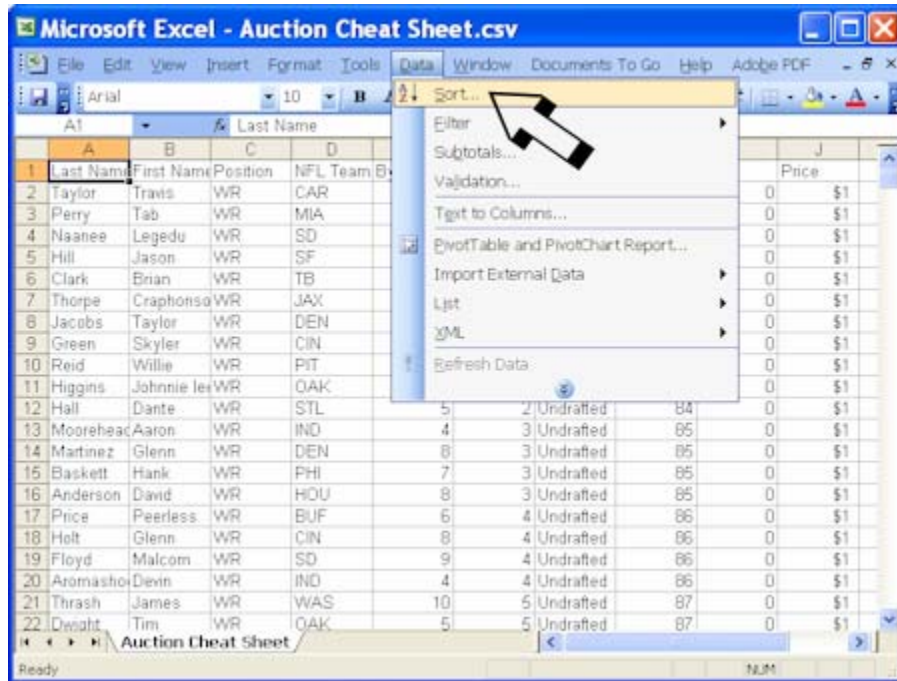 Microsoft Excel - Auction Cheat Sheet.csv
File Edit View Insert Format Tools Data Window Documents To Go Help Adobe PDF
Arial 10 B
A1 fx Last Name
Sort...
Filter
Subtotals...
Validation...
Text to Columns...
PivotTable and PivotChart Report...
Import External Data
List
XML
Refresh Data
A B C D J
1 Last Name First Name Position NFL Team Price
2 Taylor Travis WR CAR 0 $1
3 Perry Tab WR MIA 0 $1
4 Naanee Legedu WR SD 0 $1
5 Hill Jason WR SF 0 $1
6 Clark Brian WR TB 0 $1
7 Thorpe Craphonso WR JAX 0 $1
8 Jacobs Taylor WR DEN 0 $1
9 Green Skyler WR CIN 0 $1
10 Reid Willie WR PIT 0 $1
11 Higgins Johnnie lee WR OAK 0 $1
12 Hall Dante WR STL 5 2 Undrafted 84 0 $1
13 Moorehead Aaron WR IND 4 3 Undrafted 85 0 $1
14 Martinez Glenn WR DEN 8 3 Undrafted 85 0 $1
15 Baskett Hank WR PHI 7 3 Undrafted 85 0 $1
16 Anderson David WR HOU 8 3 Undrafted 85 0 $1
17 Price Peerless WR BUF 6 4 Undrafted 86 0 $1
18 Holt Glenn WR CIN 8 4 Undrafted 86 0 $1
19 Floyd Malcom WR SD 9 4 Undrafted 86 0 $1
20 Aromasho Devin WR IND 4 4 Undrafted 86 0 $1
21 Thrash James WR WAS 10 5 Undrafted 87 0 $1
22 Dwight Tim WR OAK 5 5 Undrafted 87 0 $1
Auction Cheat Sheet
Ready NUM